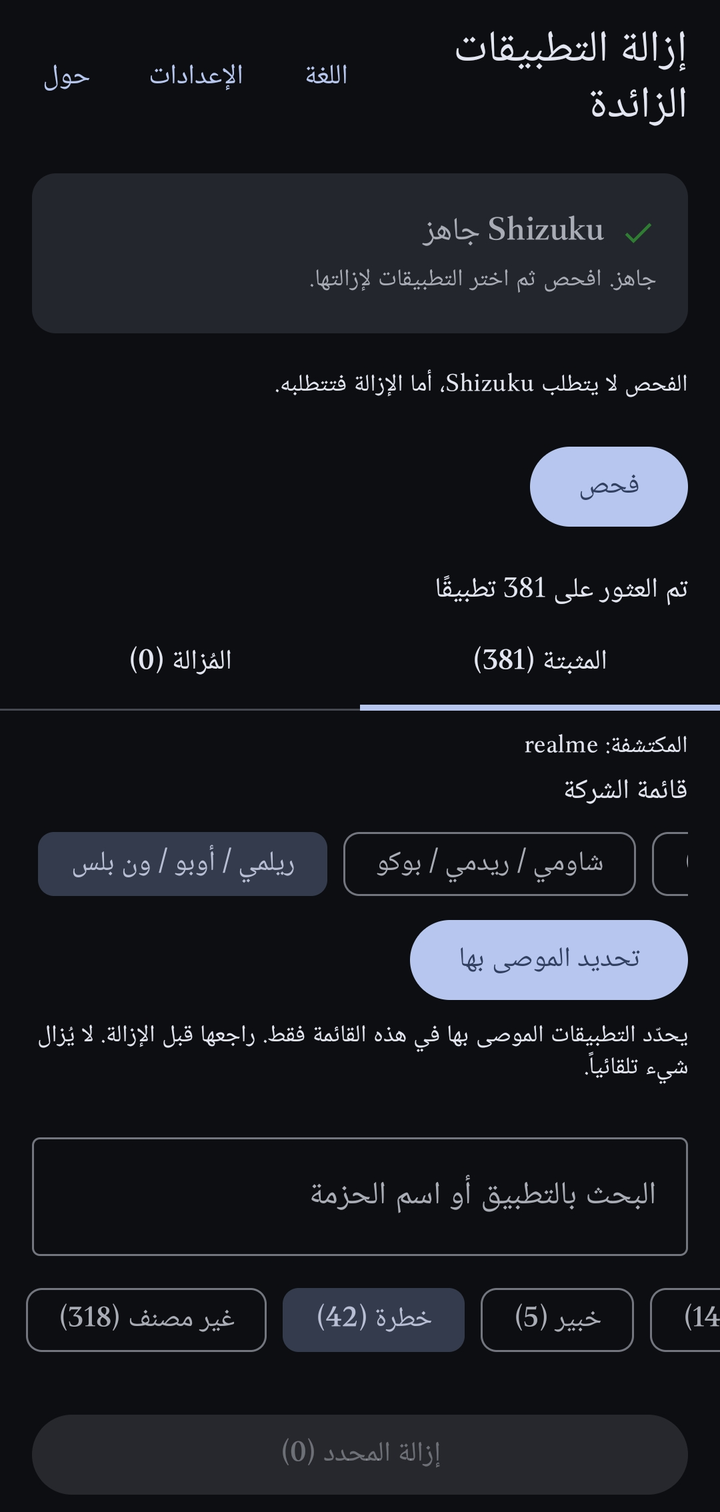 إزالة التطبيقات
الزائدة
اللغة
الإعدادات
حول
Shizuku جاهز
جاهز. افحص ثم اختر التطبيقات لإزالتها.
الفحص لا يتطلب Shizuku، أما الإزالة فتتطلبه.
فحص
تم العثور على 381 تطبيقًا
المثبتة (381)
المُزالة (0)
المكتشفة: realme
قائمة الشركة
شاومي / ريدمي / بوكو
ريلمي / أوبو / ون بلس
تحديد الموصى بها
يحدّد التطبيقات الموصى بها في هذه القائمة فقط. راجعها قبل الإزالة. لا يُزال
شيء تلقائياً.
البحث بالتطبيق أو اسم الحزمة
خبير (5)
خطرة (42)
غير مصنف (318)
إزالة المحدد (0)